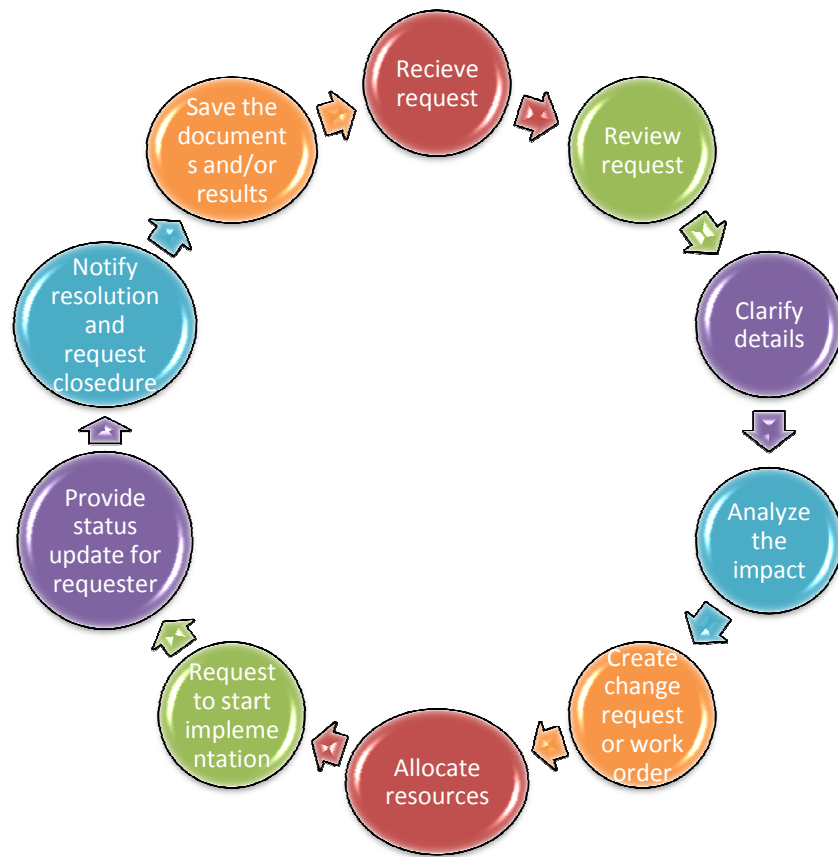 Recieve
request
Review
request
Clarify
details
Analyze
the
impact
Create
change
request
or work
order
Allocate
resources
Request
to start
impleme
ntation
Provide
status
update for
requester
Notify
resolution
and
request
closedure
Save the
document
s and/or
results